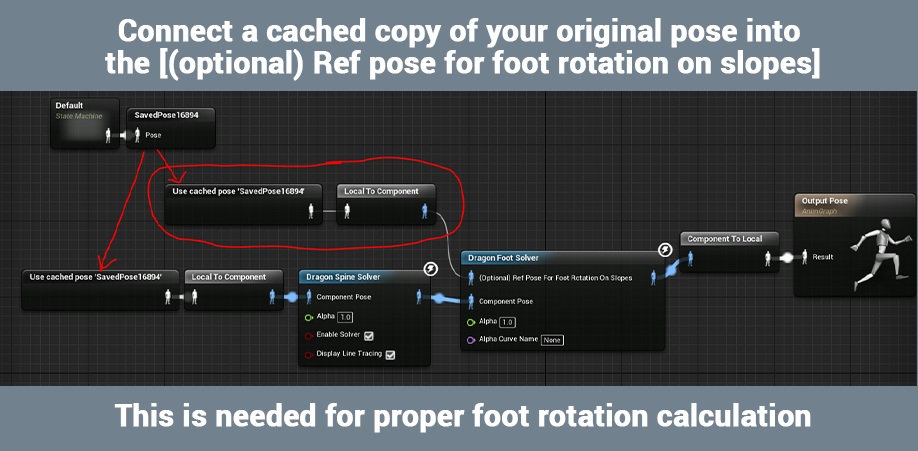 Connect a cached copy of your original pose into
the [(optional) Ref pose for foot rotation on slopes]
Default
State Machine
SavedPose16894
Pose
Use cached pose 'SavedPose16894'
Local To Component
Output Pose
AnimGraph
Result
Component To Local
Dragon Foot Solver
(Optional) Ref Pose For Foot Rotation On Slopes
Component Pose
Alpha 1.0
Alpha Curve Name None
Use cached pose 'SavedPose16894'
Local To Component
Dragon Spine Solver
Component Pose
Alpha 1.0
Enable Solver
Display Line Tracing
This is needed for proper foot rotation calculation